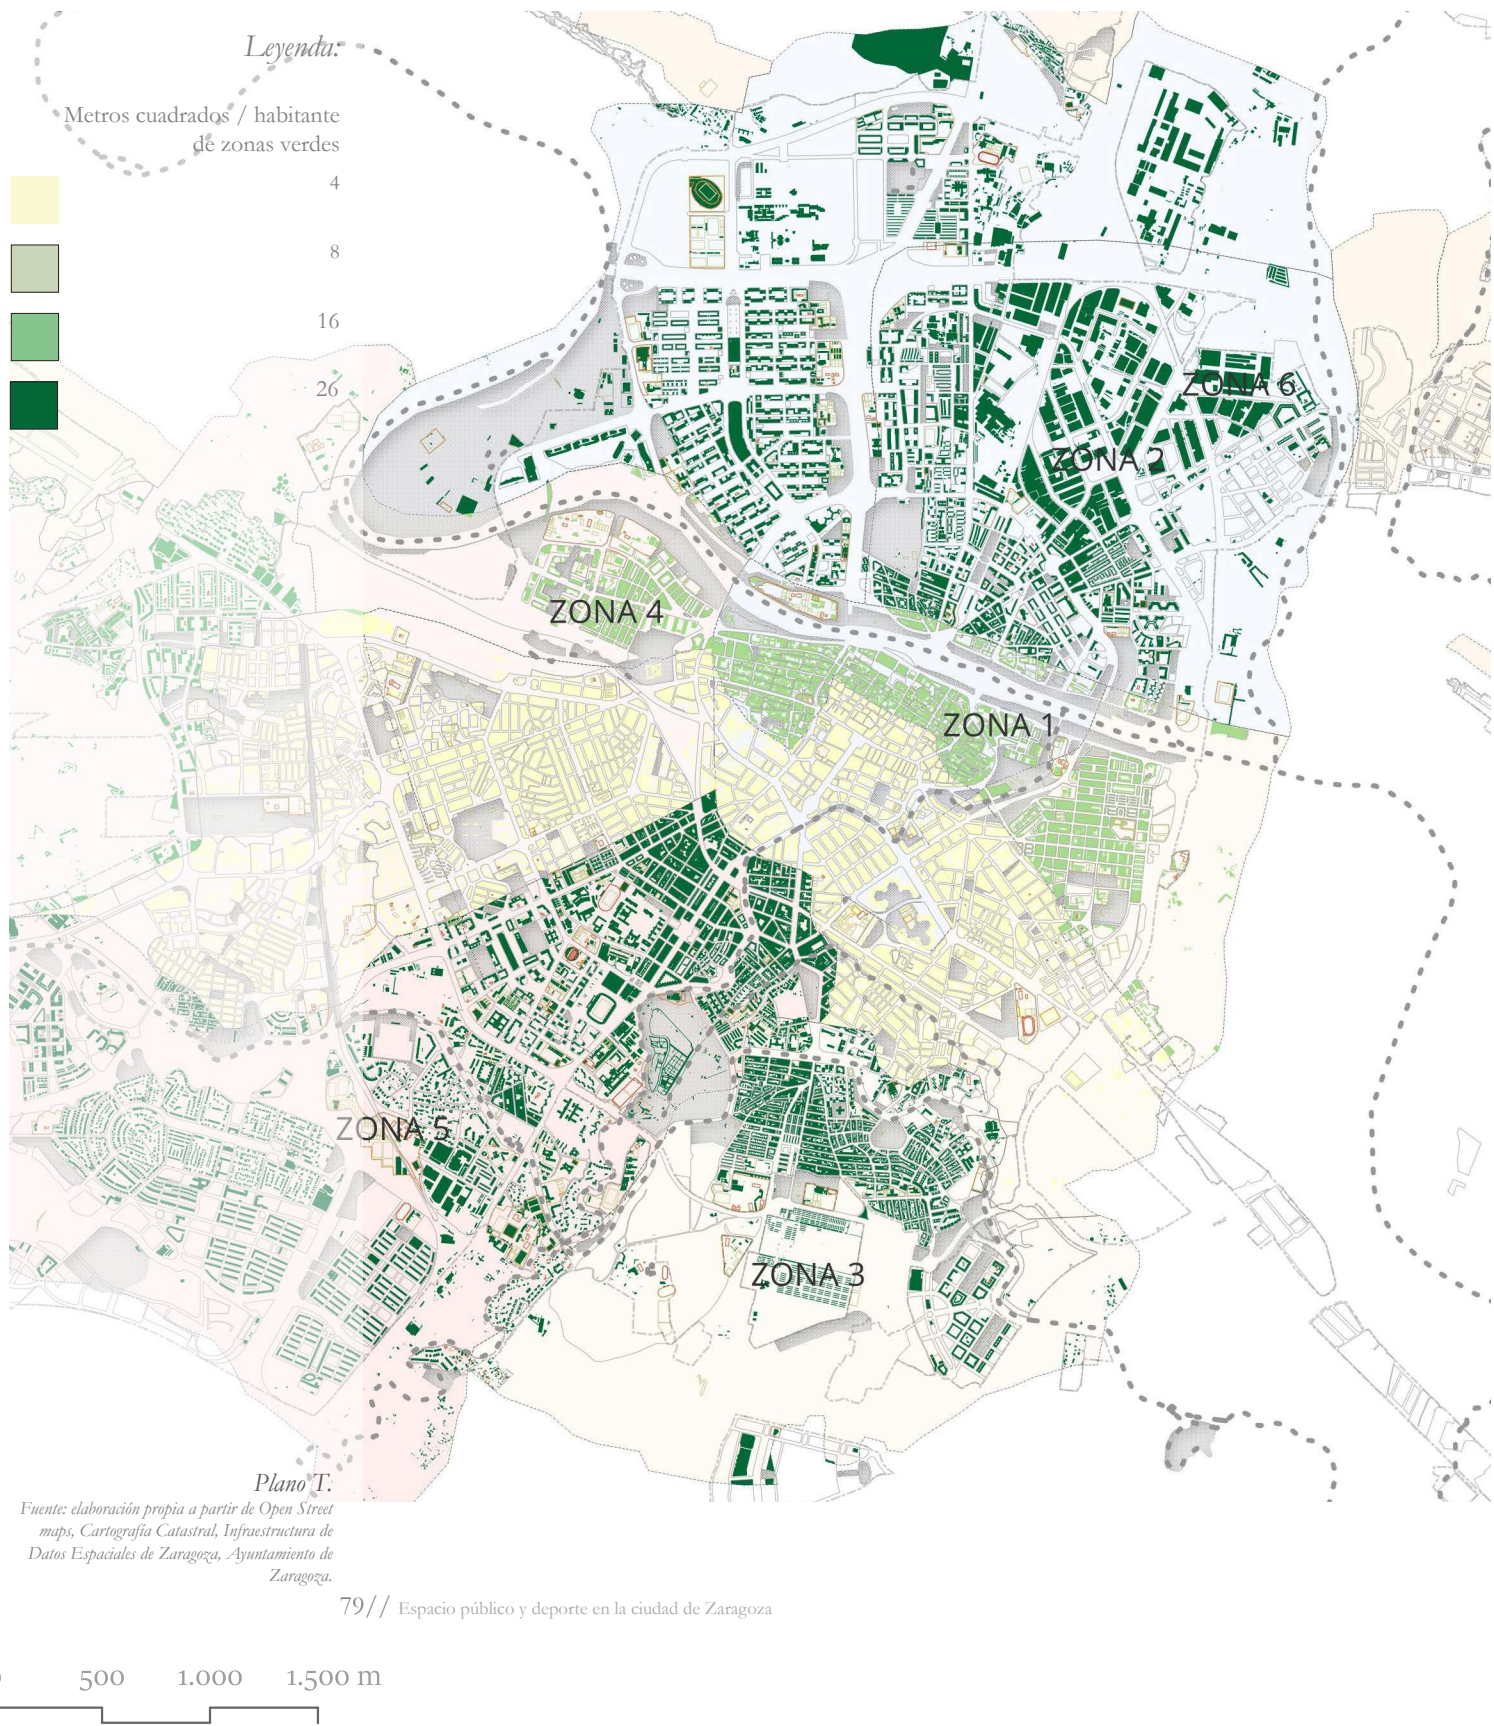 Leyenda:
Metros cuadrados / habitante
de zonas verdes
4
8
16
26
ZONA 6
ZONA 2
ZONA 4
ZONA 1
ZONA 5
ZONA 3
Plano T.
Fuente: elaboración propia a partir de Open Street
maps, Cartografía Catastral, Infraestructura de
Datos Espaciales de Zaragoza, Ayuntamiento de
Zaragoza.
79// Espacio público y deporte en la ciudad de Zaragoza
500 1.000 1.500 m